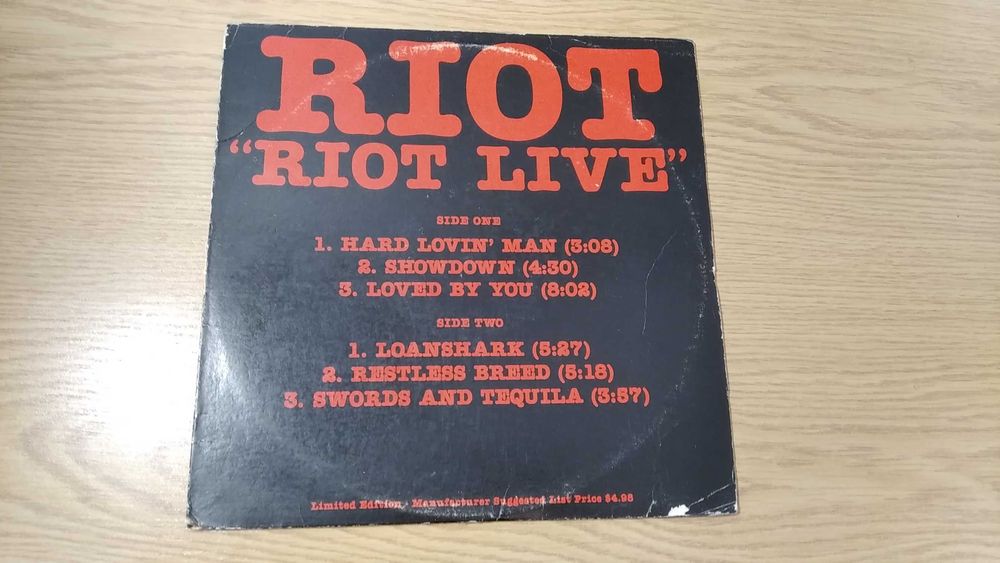 RIOT
"RIOT LIVE"
SIDE ONE
1. HARD LOVIN' MAN (3:08)
2. SHOWDOWN (4:30)
3. LOVED BY YOU (8:02)
SIDE TWO
1. LOANSHARK (5:27)
2. RESTLESS BREED (5:18)
3. SWORDS AND TEQUILA (3:57)
Limited Edition · Manufacturer Suggested List Price $4.98